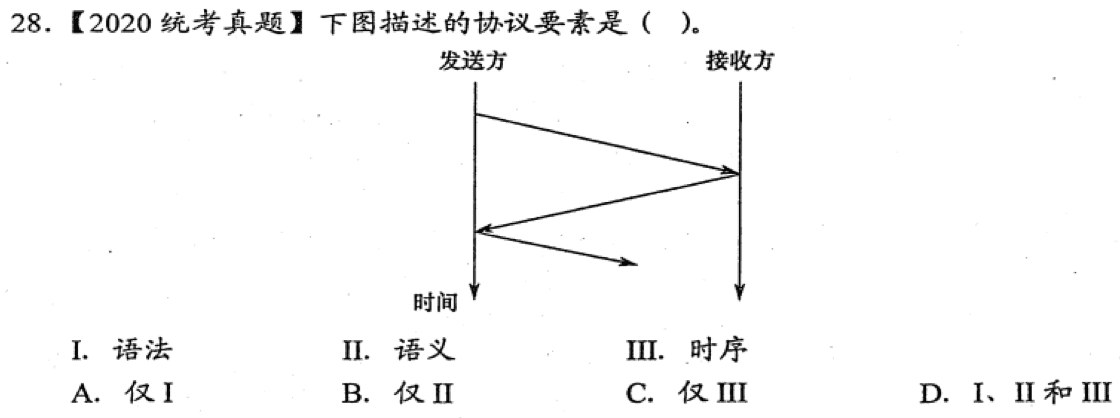 28.【2020 统考真题】下图描述的协议要素是（ ）。
发送方 接收方
时间
I. 语法 II. 语义 III. 时序
A. 仅 I B. 仅 II C. 仅 III D. I、II 和 III